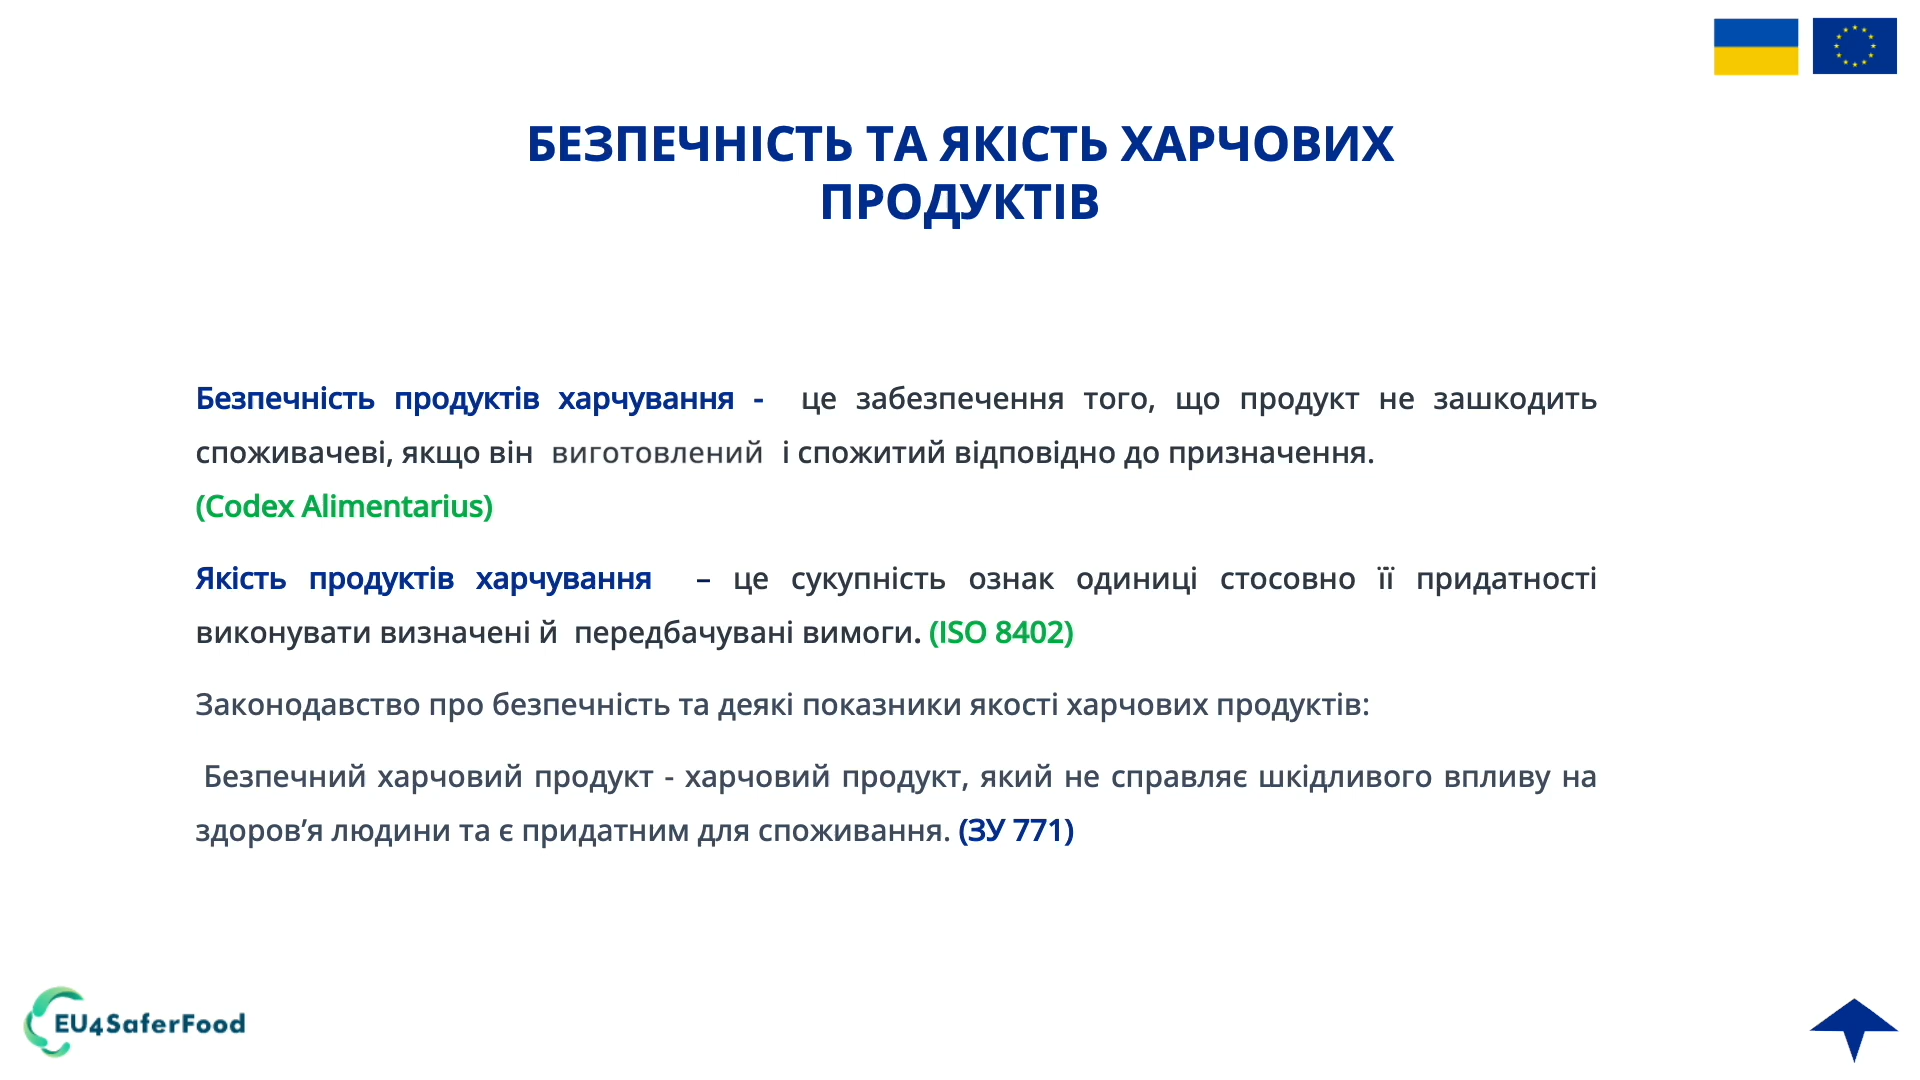 БЕЗПЕЧНІСТЬ ТА ЯКІСТЬ ХАРЧОВИХ
ПРОДУКТІВ
Безпечність продуктів харчування - це забезпечення того, що продукт не зашкодить
споживачеві, якщо він виготовлений і спожитий відповідно до призначення.
(Codex Alimentarius)
Якість продуктів харчування – це сукупність ознак одиниці стосовно її придатності
виконувати визначені й передбачувані вимоги. (ISO 8402)
Законодавство про безпечність та деякі показники якості харчових продуктів:
Безпечний харчовий продукт - харчовий продукт, який не справляє шкідливого впливу на
здоров’я людини та є придатним для споживання. (ЗУ 771)
EU4SaferFood